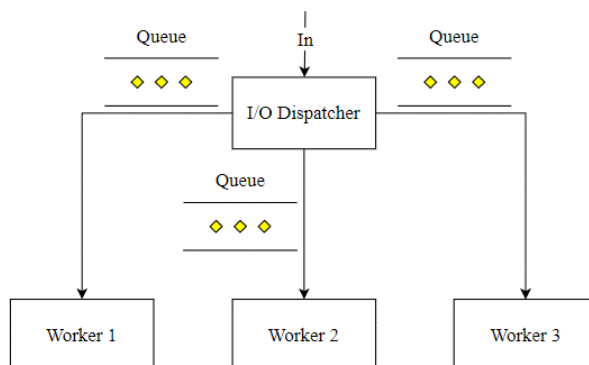 Queue
In
Queue
I/O Dispatcher
Queue
Worker 1
Worker 2
Worker 3